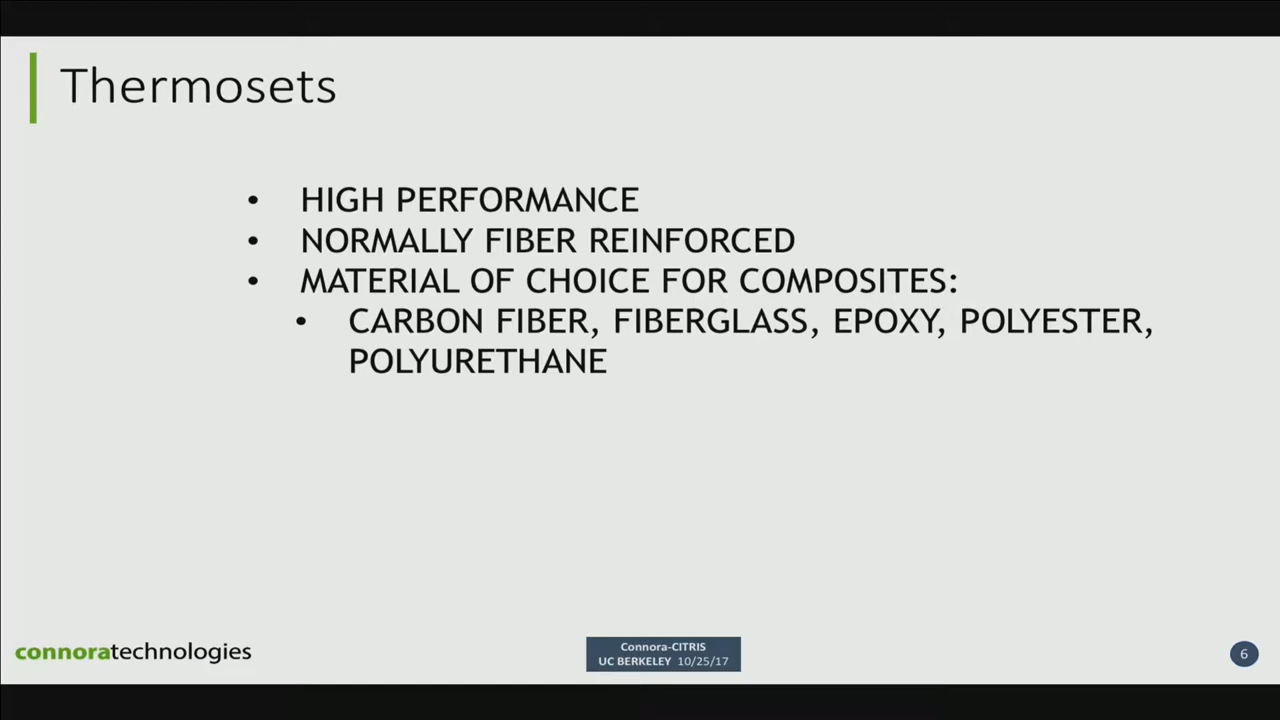 Thermosets
• HIGH PERFORMANCE
• NORMALLY FIBER REINFORCED
• MATERIAL OF CHOICE FOR COMPOSITES:
• CARBON FIBER, FIBERGLASS, EPOXY, POLYESTER,
POLYURETHANE
connoratechnologies
Connora-CITRIS
UC BERKELEY 10/25/17
6